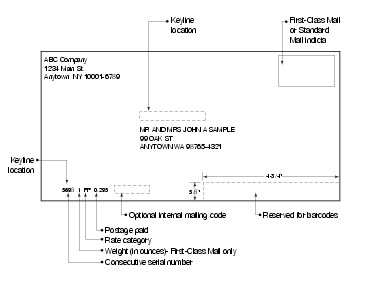 Keyline
location
First-Class Mail
or Standard
Mail indicia
ABC Company
1234 Main St.
Anytown NY 10001-6789
MR AND MRS JOHN A SAMPLE
99 OAK ST
ANYTOWN WA 98765-4321
Keyline
location
4-3/4"
5/8"
5698 1 PP 0.295
Optional internal mailing code
Reserved for barcodes
Postage paid
Rate category
Weight (in ounces)- First-Class Mail only
Consecutive serial number